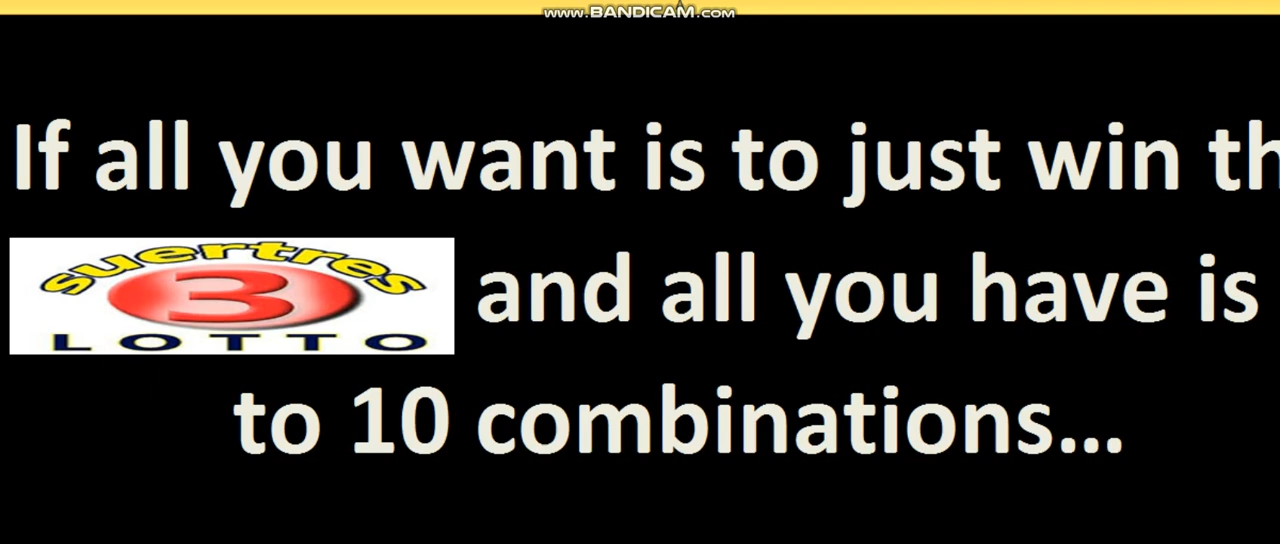 www.BANDICAM.com
If all you want is to just win th
suertres
3
LOTTO
and all you have is
to 10 combinations...